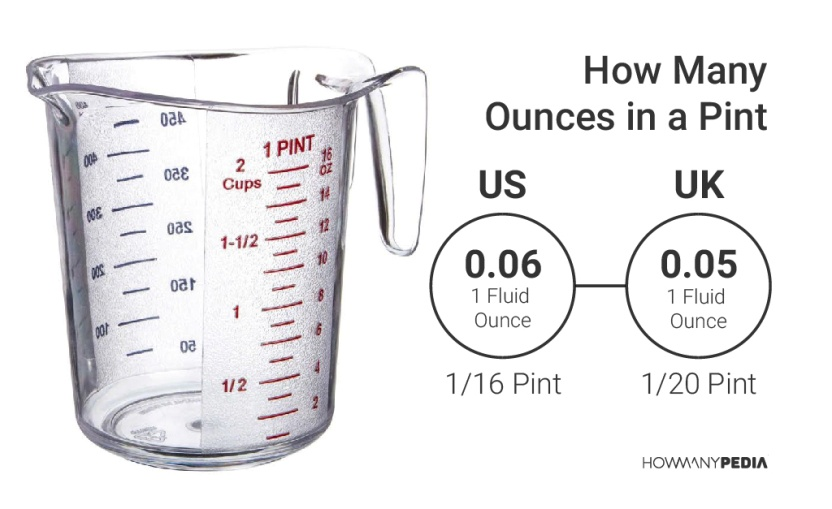 How Many
Ounces in a Pint
US
UK
0.06
1 Fluid
Ounce
0.05
1 Fluid
Ounce
1/16 Pint
1/20 Pint
1 PINT
2
Cups
16
oz
14
1-1/2
12
10
1
8
6
1/2
4
2
450
400
350
300
250
200
150
100
50
HOWMANYPEDIA